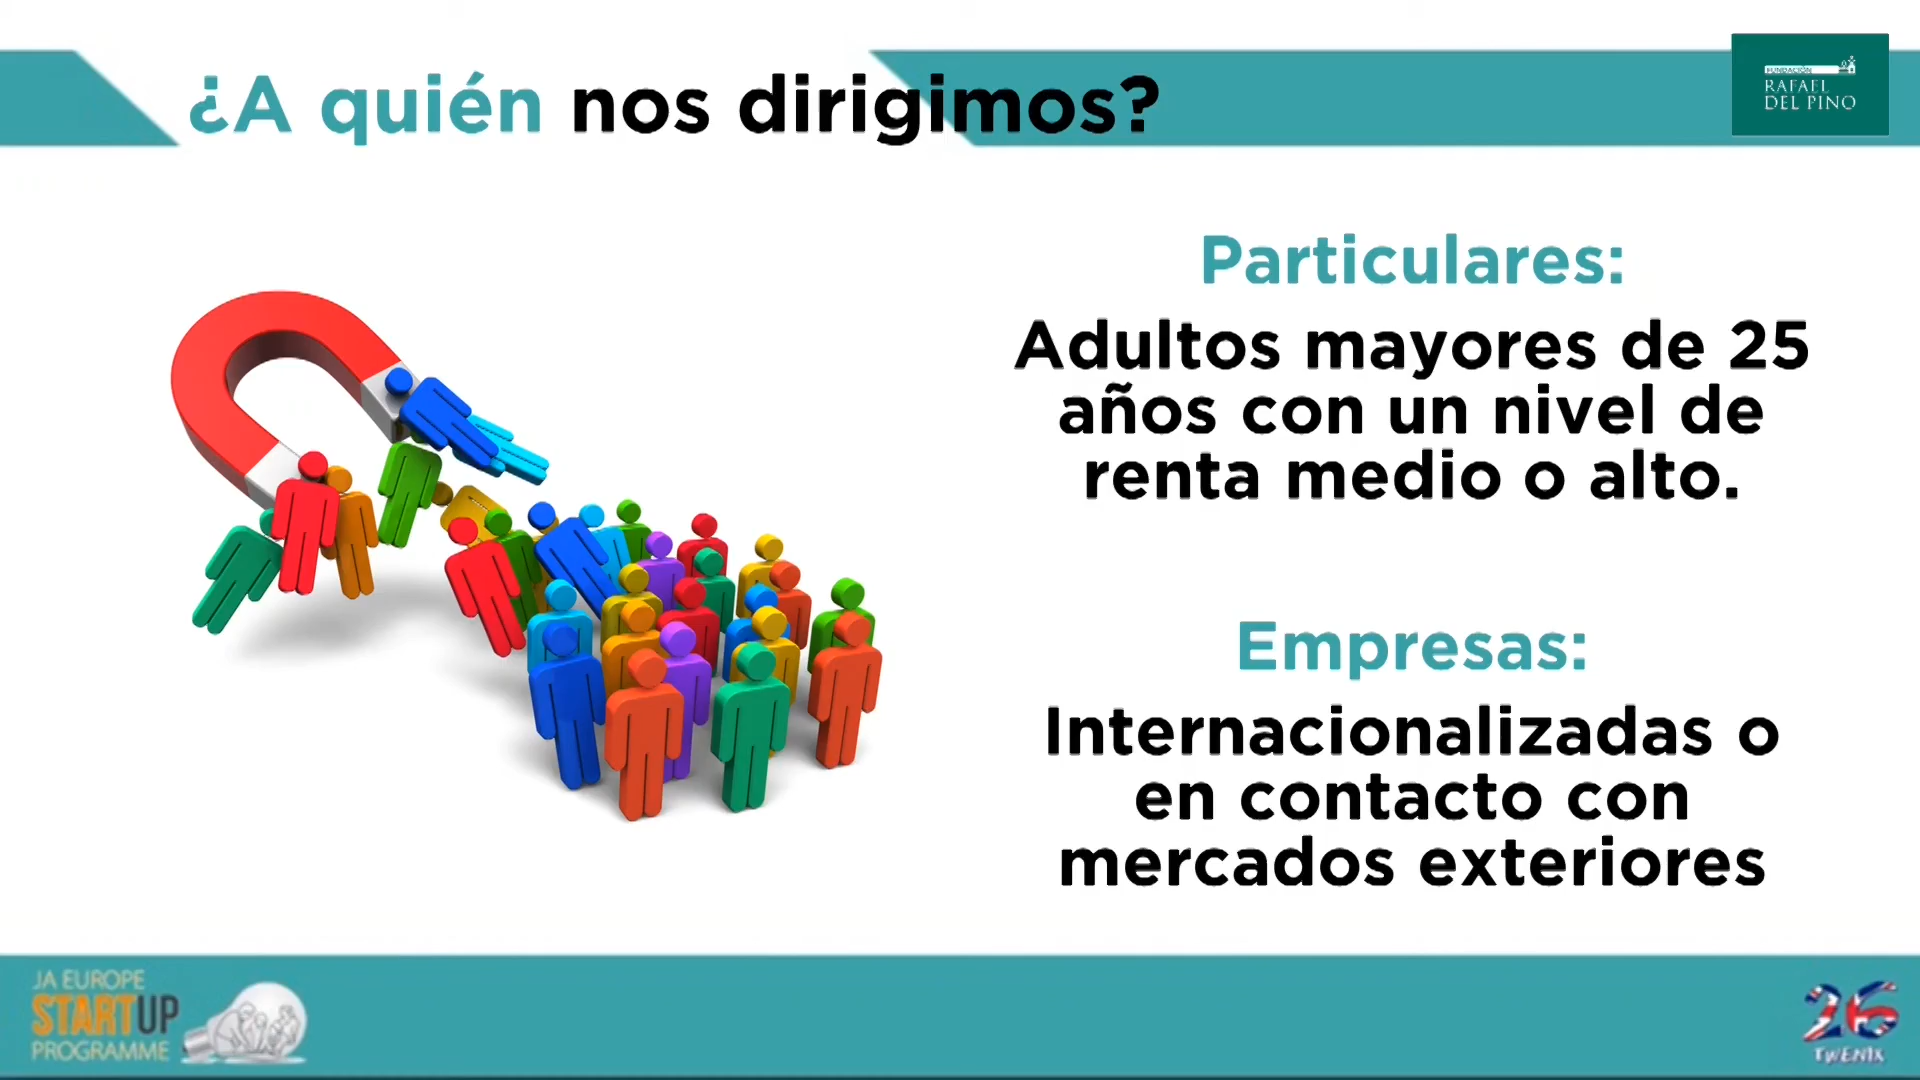 ¿A quién nos dirigimos?
FUNDACIÓN
RAFAEL
DEL PINO
Particulares:
Adultos mayores de 25
años con un nivel de
renta medio o alto.
Empresas:
Internacionalizadas o
en contacto con
mercados exteriores
JA EUROPE
STARTUP
PROGRAMME
26
TWENIX